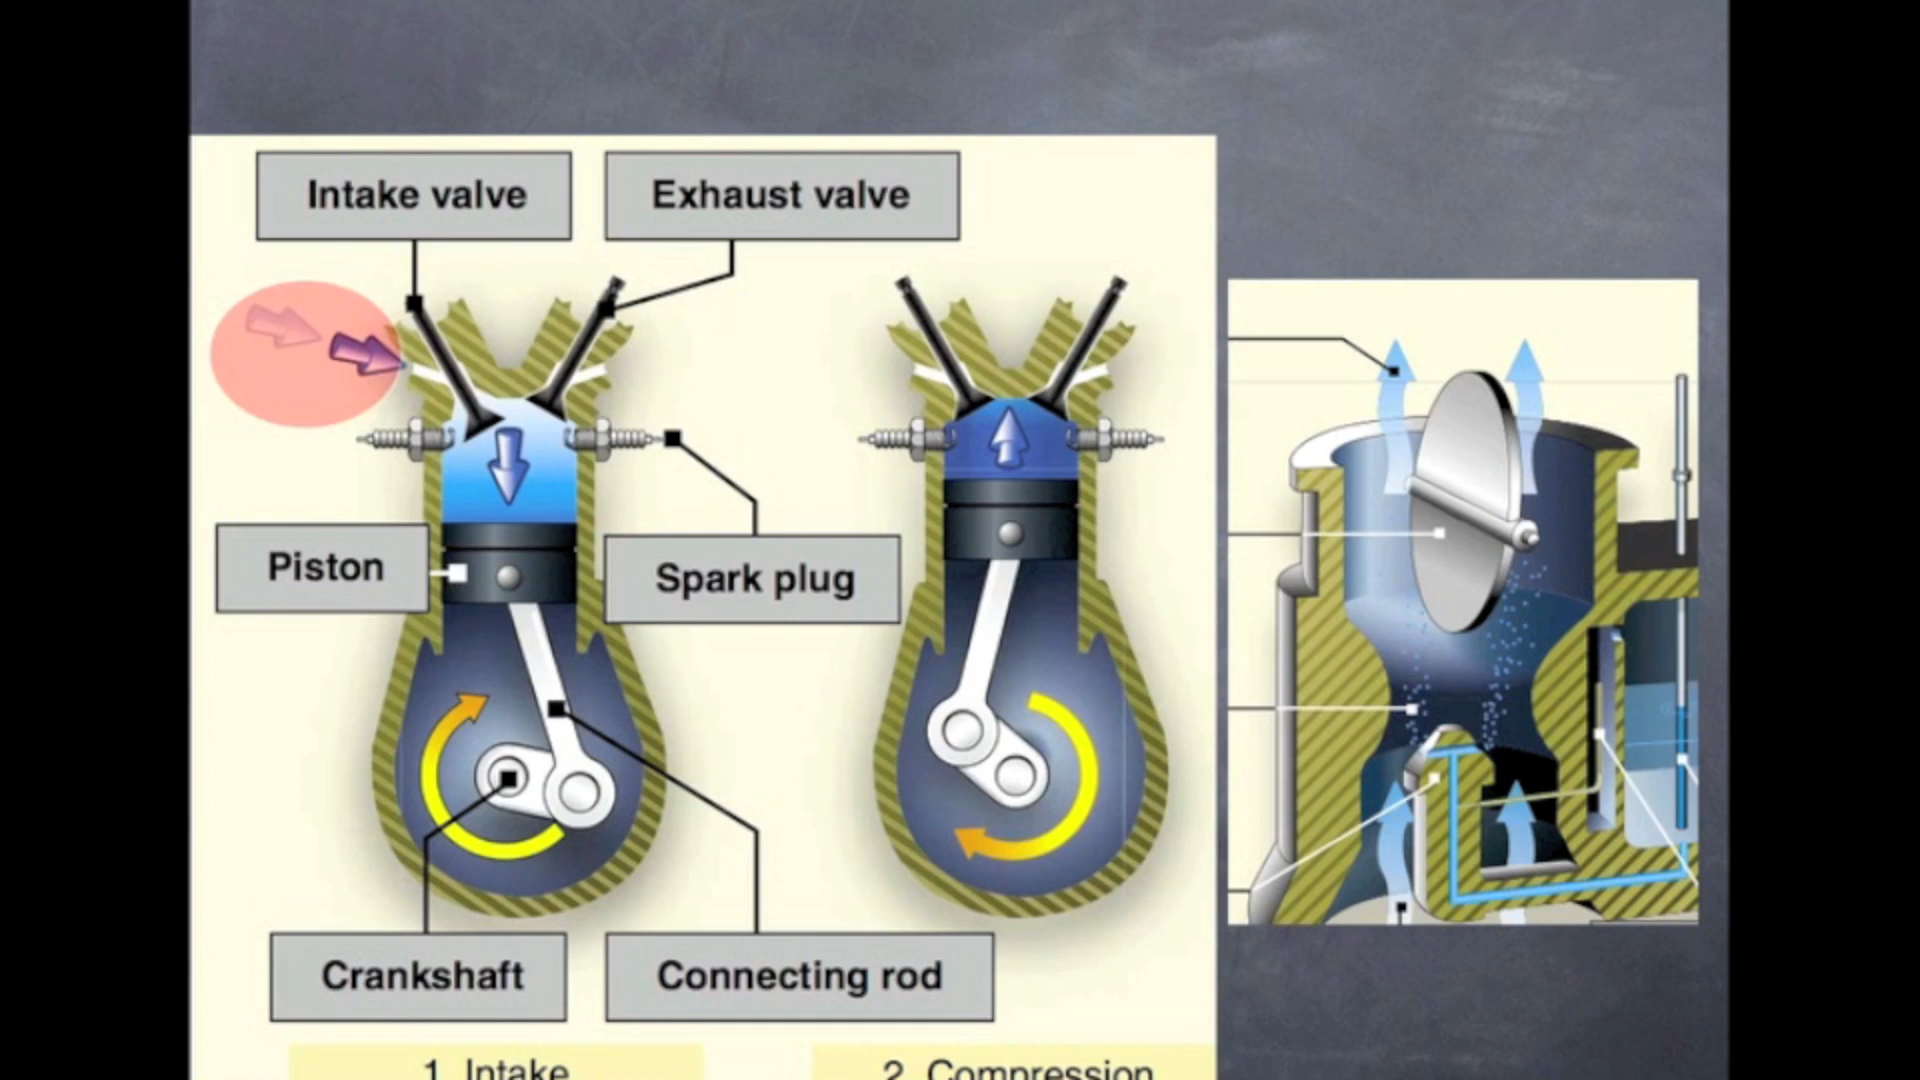 Intake valve
Exhaust valve
Piston
Spark plug
Crankshaft
Connecting rod
1. Intake
2. Compression